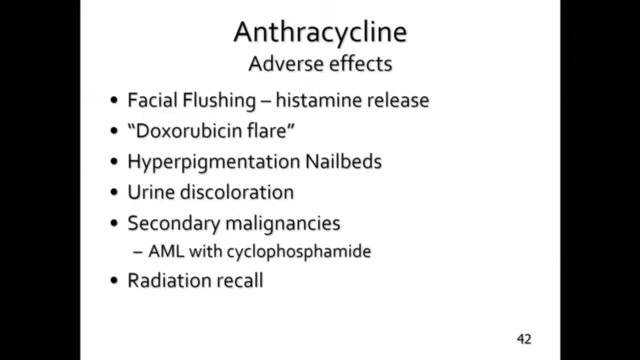 Anthracycline
Adverse effects
• Facial Flushing – histamine release
• “Doxorubicin flare”
• Hyperpigmentation Nailbeds
• Urine discoloration
• Secondary malignancies
– AML with cyclophosphamide
• Radiation recall
42